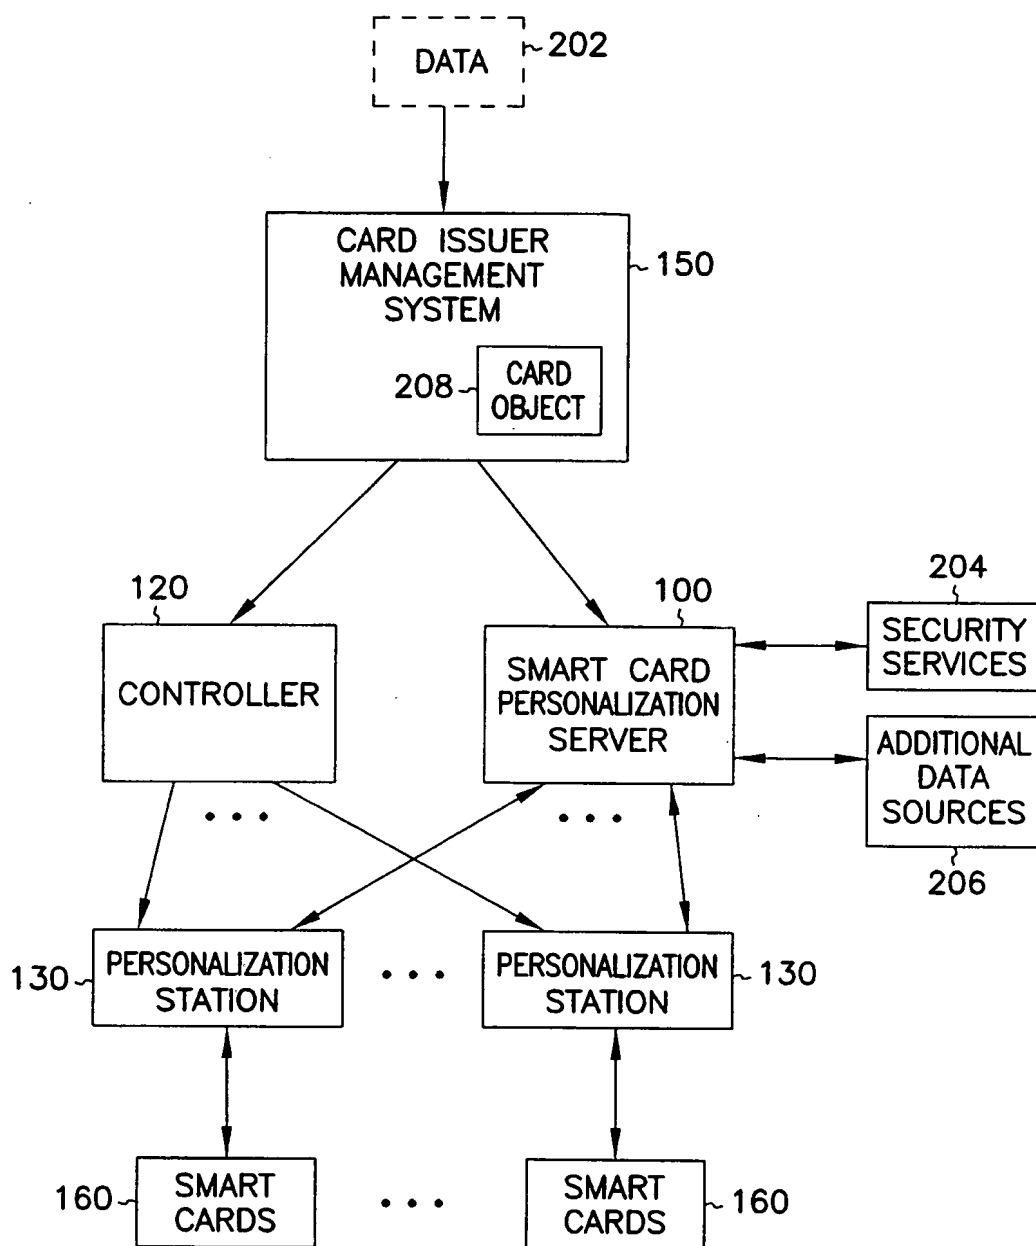 DATA
202
CARD ISSUER
MANAGEMENT
SYSTEM
150
208
CARD
OBJECT
120
100
204
CONTROLLER
SMART CARD
PERSONALIZATION
SERVER
SECURITY
SERVICES
ADDITIONAL
DATA
SOURCES
206
• • •
• • •
130
PERSONALIZATION
STATION
• • •
PERSONALIZATION
STATION
130
160
SMART
CARDS
• • •
SMART
CARDS
160